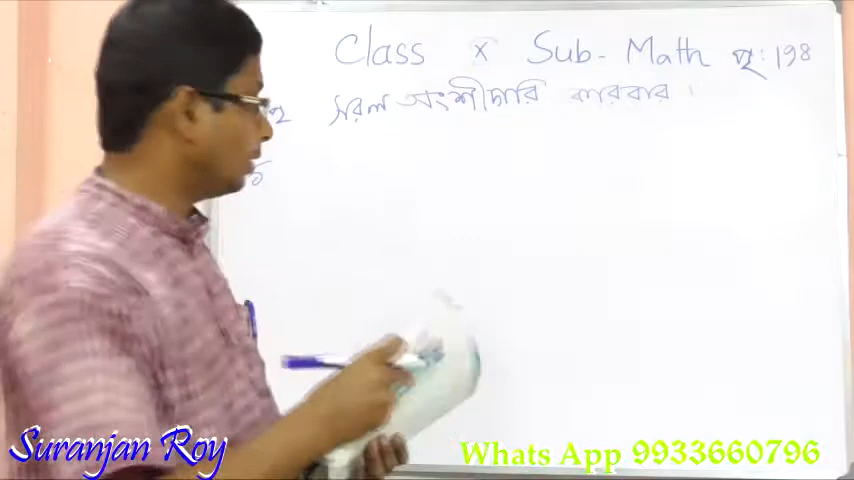 Class X Sub- Math পৃ: 198
সরল অংশীদারি কারবার ।
Suranjan Roy
Whats App 9933660796